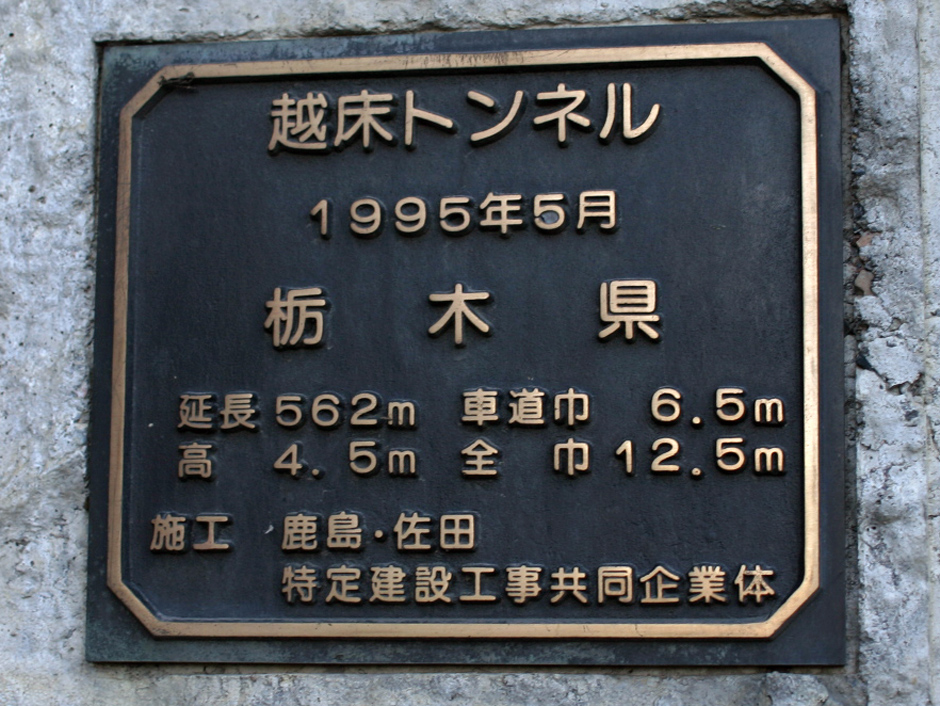 越床トンネル
1995年5月
栃木県
延長 562m 車道巾 6.5m
高 4.5m 全巾 12.5m
施工 鹿島・佐田
特定建設工事共同企業体